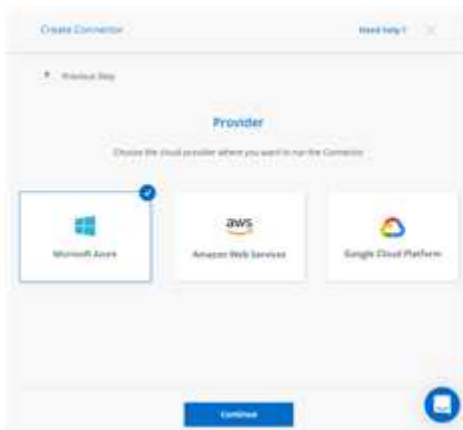 Create Connector
Need help?
Previous Step
Provider
Choose the cloud provider where you want to run the Connector
aws
Microsoft Azure
Amazon Web Services
Google Cloud Platform
Continue